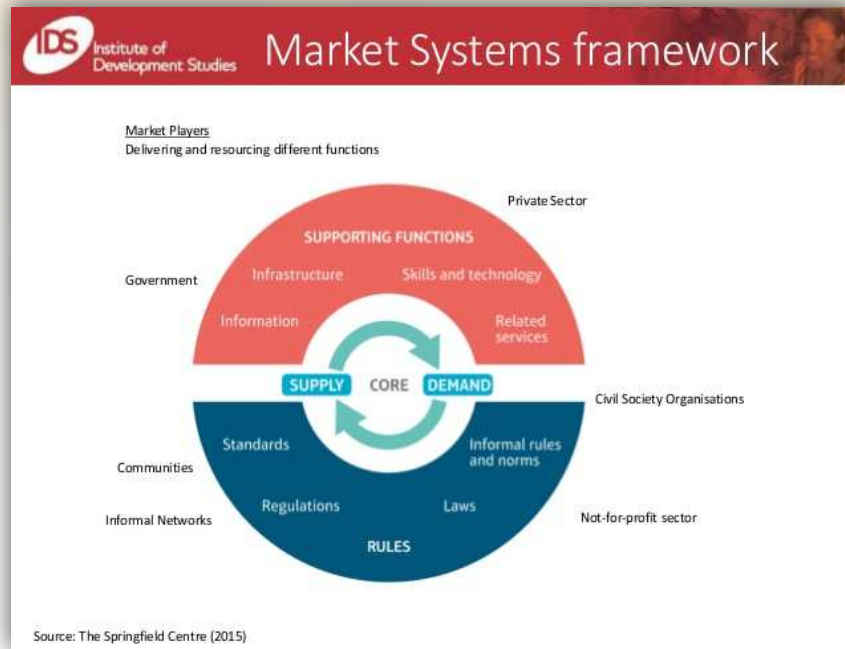 IDS Institute of
Development Studies
Market Systems framework
Market Players
Delivering and resourcing different functions
Private Sector
SUPPORTING FUNCTIONS
Government
Infrastructure
Skills and technology
Information
Related
services
SUPPLY CORE DEMAND
Civil Society Organisations
Standards
Informal rules
and norms
Communities
Regulations
Laws
Informal Networks
Not-for-profit sector
RULES
Source: The Springfield Centre (2015)